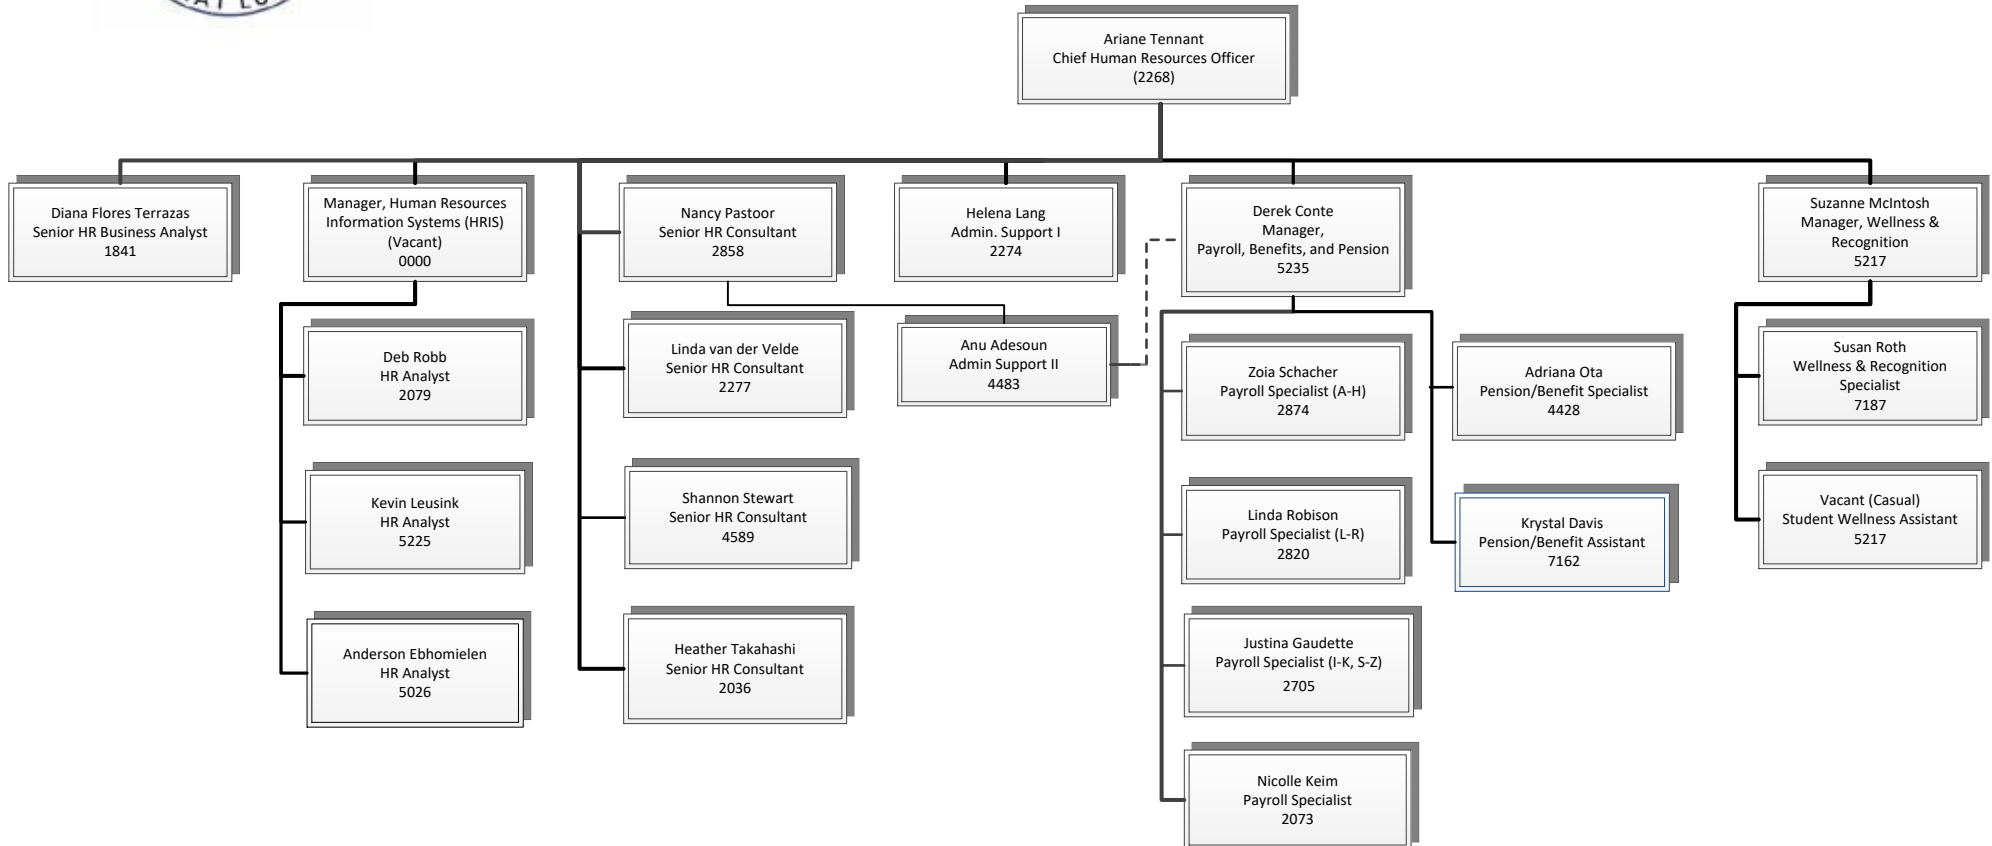 Ariane Tennant
Chief Human Resources Officer
(2268)
Diana Flores Terrazas
Senior HR Business Analyst
1841
Manager, Human Resources
Information Systems (HRIS)
(Vacant)
0000
Nancy Pastoor
Senior HR Consultant
2858
Helena Lang
Admin. Support I
2274
Derek Conte
Manager,
Payroll, Benefits, and Pension
5235
Suzanne McIntosh
Manager, Wellness &
Recognition
5217
Deb Robb
HR Analyst
2079
Linda van der Velde
Senior HR Consultant
2277
Anu Adesoun
Admin Support II
4483
Zoia Schacher
Payroll Specialist (A-H)
2874
Adriana Ota
Pension/Benefit Specialist
4428
Susan Roth
Wellness & Recognition
Specialist
7187
Kevin Leusink
HR Analyst
5225
Shannon Stewart
Senior HR Consultant
4589
Linda Robison
Payroll Specialist (L-R)
2820
Krystal Davis
Pension/Benefit Assistant
7162
Vacant (Casual)
Student Wellness Assistant
5217
Anderson Ebhomielen
HR Analyst
5026
Heather Takahashi
Senior HR Consultant
2036
Justina Gaudette
Payroll Specialist (I-K, S-Z)
2705
Nicolle Keim
Payroll Specialist
2073